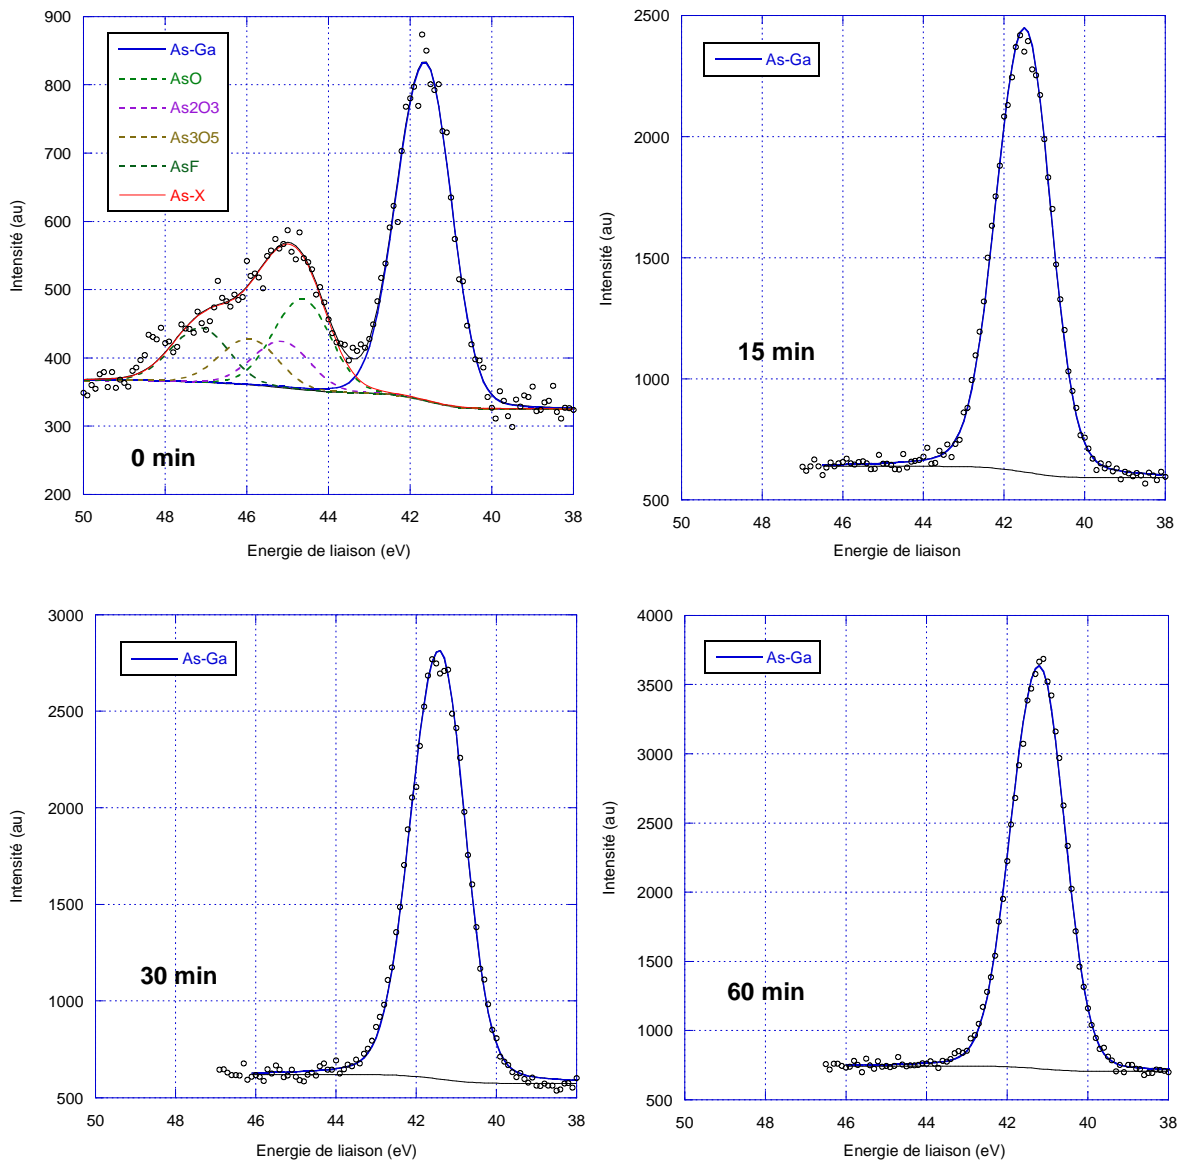 900
800
700
600
500
400
300
200
Intensité (au)
As-Ga
AsO
As2O3
As3O5
AsF
As-X
0 min
50 48 46 44 42 40 38
Energie de liaison (eV)
2500
2000
1500
1000
500
Intensité (au)
As-Ga
15 min
50 48 46 44 42 40 38
Energie de liaison
3000
2500
2000
1500
1000
500
Intensité (au)
As-Ga
30 min
50 48 46 44 42 40 38
Energie de liaison (eV)
4000
3500
3000
2500
2000
1500
1000
500
Intensité (au)
As-Ga
60 min
50 48 46 44 42 40 38
Energie de liaison (eV)